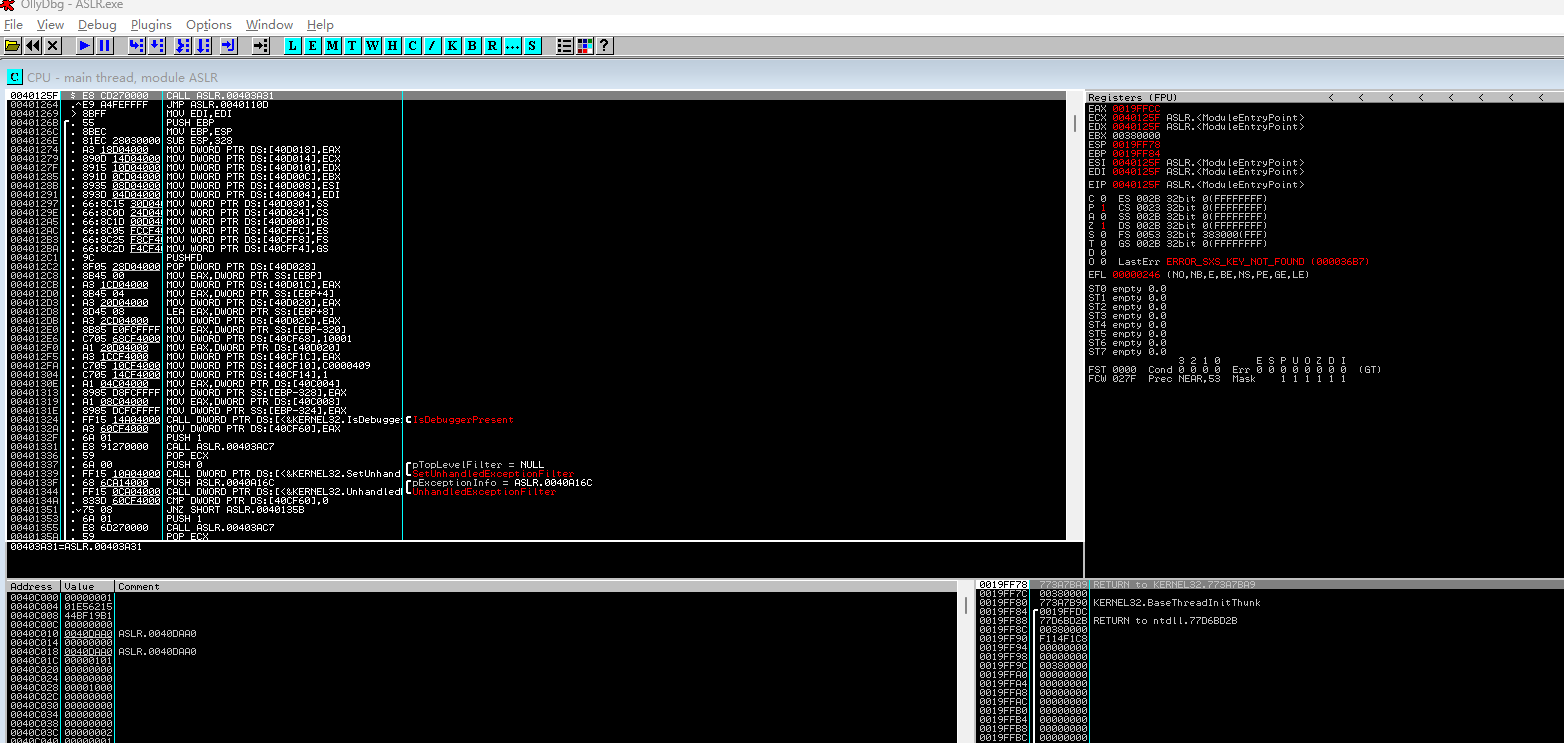 OllyDbg - ASLR.exe
File View Debug Plugins Options Window Help
L E M T W H C / K B R ... S ?
C CPU - main thread, module ASLR
0040125F $ E8 CD270000 CALL ASLR.00403A31
00401264 .^E9 A4FEFFFF JMP ASLR.0040110D
00401269 > 8BFF MOV EDI,EDI
0040126B . 55 PUSH EBP
0040126C . 8BEC MOV EBP,ESP
0040126E . 81EC 28030000 SUB ESP,328
00401274 . A3 18D04000 MOV DWORD PTR DS:[40D018],EAX
00401279 . 890D 14D04000 MOV DWORD PTR DS:[40D014],ECX
0040127F . 8915 10D04000 MOV DWORD PTR DS:[40D010],EDX
00401285 . 891D 0CD04000 MOV DWORD PTR DS:[40D00C],EBX
0040128B . 8935 08D04000 MOV DWORD PTR DS:[40D008],ESI
00401291 . 893D 04D04000 MOV DWORD PTR DS:[40D004],EDI
00401297 . 66:8C15 30D04 MOV WORD PTR DS:[40D030],SS
0040129E . 66:8C0D 24D04 MOV WORD PTR DS:[40D024],CS
004012A5 . 66:8C1D 00D04 MOV WORD PTR DS:[40D000],DS
004012AC . 66:8C05 FCCF4 MOV WORD PTR DS:[40CFFC],ES
004012B3 . 66:8C25 F8CF4 MOV WORD PTR DS:[40CFF8],FS
004012BA . 66:8C2D F4CF4 MOV WORD PTR DS:[40CFF4],GS
004012C1 . 9C PUSHFD
004012C2 . 8F05 28D04000 POP DWORD PTR DS:[40D028]
004012C8 . 8B45 00 MOV EAX,DWORD PTR SS:[EBP]
004012CB . A3 1CD04000 MOV DWORD PTR DS:[40D01C],EAX
004012D0 . 8B45 04 MOV EAX,DWORD PTR SS:[EBP+4]
004012D3 . A3 20D04000 MOV DWORD PTR DS:[40D020],EAX
004012D8 . 8D45 08 LEA EAX,DWORD PTR SS:[EBP+8]
004012DB . A3 2CD04000 MOV DWORD PTR DS:[40D02C],EAX
004012E0 . 8B85 E0FCFFFF MOV EAX,DWORD PTR SS:[EBP-320]
004012E6 . C705 68CF4000 MOV DWORD PTR DS:[40CF68],10001
004012F0 . A1 20D04000 MOV EAX,DWORD PTR DS:[40D020]
004012F5 . A3 1CCF4000 MOV DWORD PTR DS:[40CF1C],EAX
004012FA . C705 10CF4000 MOV DWORD PTR DS:[40CF10],C0000409
00401304 . C705 14CF4000 MOV DWORD PTR DS:[40CF14],1
0040130E . A1 04C04000 MOV EAX,DWORD PTR DS:[40C004]
00401313 . 8985 D8FCFFFF MOV DWORD PTR SS:[EBP-328],EAX
00401319 . A1 08C04000 MOV EAX,DWORD PTR DS:[40C008]
0040131E . 8985 DCFCFFFF MOV DWORD PTR SS:[EBP-324],EAX
00401324 . FF15 14A04000 CALL DWORD PTR DS:[<&KERNEL32.IsDebugge IsDebuggerPresent
0040132A . A3 60CF4000 MOV DWORD PTR DS:[40CF60],EAX
0040132F . 6A 01 PUSH 1
00401331 . E8 91270000 CALL ASLR.00403AC7
00401336 . 59 POP ECX
00401337 . 6A 00 PUSH 0 pTopLevelFilter = NULL
00401339 . FF15 10A04000 CALL DWORD PTR DS:[<&KERNEL32.SetUnhand SetUnhandledExceptionFilter
0040133F . 68 6CA14000 PUSH ASLR.0040A16C pExceptionInfo = ASLR.0040A16C
00401344 . FF15 0CA04000 CALL DWORD PTR DS:[<&KERNEL32.Unhandled UnhandledExceptionFilter
0040134A . 833D 60CF4000 CMP DWORD PTR DS:[40CF60],0
00401351 .v75 08 JNZ SHORT ASLR.0040135B
00401353 . 6A 01 PUSH 1
00401355 . E8 6D270000 CALL ASLR.00403AC7
0040135A . 59 POP ECX
00403A31=ASLR.00403A31
Registers (FPU) < < < < < < < <
EAX 0019FFCC
ECX 0040125F ASLR.<ModuleEntryPoint>
EDX 0040125F ASLR.<ModuleEntryPoint>
EBX 00380000
ESP 0019FF78
EBP 0019FF84
ESI 0040125F ASLR.<ModuleEntryPoint>
EDI 0040125F ASLR.<ModuleEntryPoint>
EIP 0040125F ASLR.<ModuleEntryPoint>
C 0 ES 002B 32bit 0(FFFFFFFF)
P 1 CS 0023 32bit 0(FFFFFFFF)
A 0 SS 002B 32bit 0(FFFFFFFF)
Z 1 DS 002B 32bit 0(FFFFFFFF)
S 0 FS 0053 32bit 383000(FFF)
T 0 GS 002B 32bit 0(FFFFFFFF)
D 0
O 0 LastErr ERROR_SXS_KEY_NOT_FOUND (000036B7)
EFL 00000246 (NO,NB,E,BE,NS,PE,GE,LE)
ST0 empty 0.0
ST1 empty 0.0
ST2 empty 0.0
ST3 empty 0.0
ST4 empty 0.0
ST5 empty 0.0
ST6 empty 0.0
ST7 empty 0.0
3 2 1 0 E S P U O Z D I
FST 0000 Cond 0 0 0 0 Err 0 0 0 0 0 0 0 0 (GT)
FCW 027F Prec NEAR,53 Mask 1 1 1 1 1 1
Address Value Comment
0040C000 00000001
0040C004 01E56215
0040C008 44BF19B1
0040C00C 00000000
0040C010 0040DAA0 ASLR.0040DAA0
0040C014 00000000
0040C018 0040DAA0 ASLR.0040DAA0
0040C01C 00000101
0040C020 00000000
0040C024 00000000
0040C028 00001000
0040C02C 00000000
0040C030 00000000
0040C034 00000000
0040C038 00000000
0040C03C 00000002
0040C040 00000001
0019FF78 773A7BA9 RETURN to KERNEL32.773A7BA9
0019FF7C 00380000
0019FF80 773A7B90 KERNEL32.BaseThreadInitThunk
0019FF84 0019FFDC
0019FF88 77D6BD2B RETURN to ntdll.77D6BD2B
0019FF8C 00380000
0019FF90 F114F1C8
0019FF94 00000000
0019FF98 00000000
0019FF9C 00380000
0019FFA0 00000000
0019FFA4 00000000
0019FFA8 00000000
0019FFAC 00000000
0019FFB0 00000000
0019FFB4 00000000
0019FFB8 00000000
0019FFBC 00000000